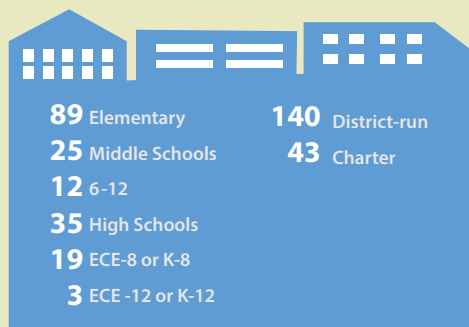 89 Elementary
25 Middle Schools
12 6-12
35 High Schools
19 ECE-8 or K-8
3 ECE -12 or K-12
140 District-run
43 Charter